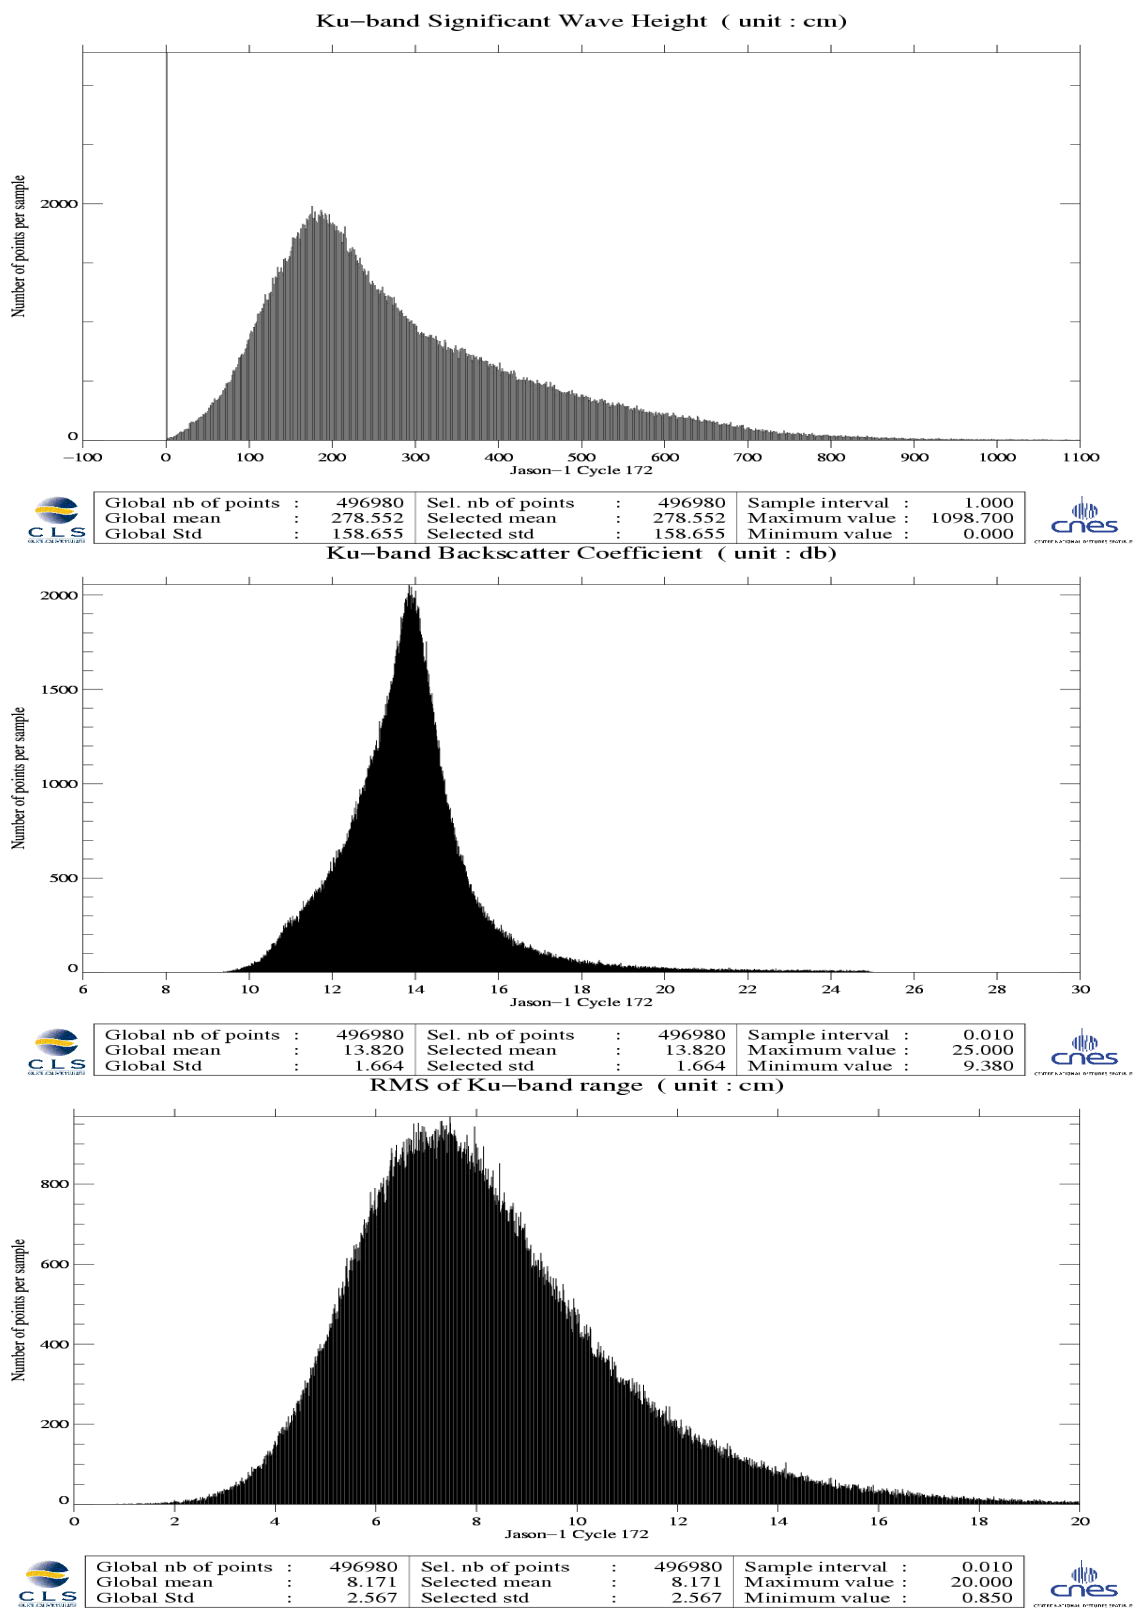 Ku-band Significant Wave Height ( unit : cm)
Number of points per sample
2000
0
-100 0 100 200 300 400 500 600 700 800 900 1000 1100
Jason-1 Cycle 172
CLS
Global nb of points : 496980 Sel. nb of points : 496980 Sample interval : 1.000
Global mean : 278.552 Selected mean : 278.552 Maximum value : 1098.700
Global Std : 158.655 Selected std : 158.655 Minimum value : 0.000
cnes
Ku-band Backscatter Coefficient ( unit : db)
Number of points per sample
2000
1500
1000
500
0
6 8 10 12 14 16 18 20 22 24 26 28 30
Jason-1 Cycle 172
CLS
Global nb of points : 496980 Sel. nb of points : 496980 Sample interval : 0.010
Global mean : 13.820 Selected mean : 13.820 Maximum value : 25.000
Global Std : 1.664 Selected std : 1.664 Minimum value : 9.380
cnes
RMS of Ku-band range ( unit : cm)
Number of points per sample
800
600
400
200
0
0 2 4 6 8 10 12 14 16 18 20
Jason-1 Cycle 172
CLS
Global nb of points : 496980 Sel. nb of points : 496980 Sample interval : 0.010
Global mean : 8.171 Selected mean : 8.171 Maximum value : 20.000
Global Std : 2.567 Selected std : 2.567 Minimum value : 0.850
cnes